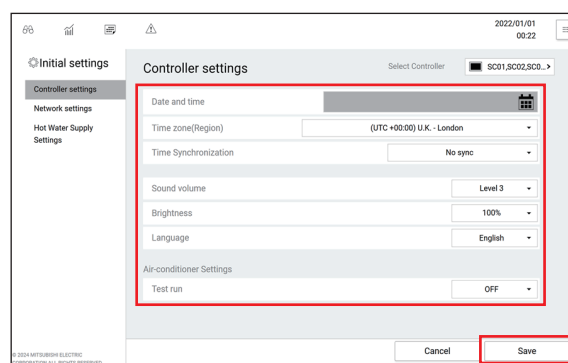 2022/01/01
00:22
Initial settings
Controller settings
Network settings
Hot Water Supply
Settings
Controller settings
Select Controller
SC01,SC02,SC0...>
Date and time
Time zone(Region)
(UTC +00:00) U.K. - London
Time Synchronization
No sync
Sound volume
Level 3
Brightness
100%
Language
English
Air-conditioner Settings
Test run
OFF
Cancel
Save
© 2024 MITSUBISHI ELECTRIC
CORPORATION ALL RIGHTS RESERVED